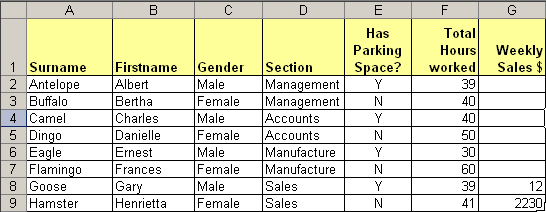 A B C D E F G
1 Surname Firstname Gender Section Has Parking Space? Total Hours worked Weekly Sales $
2 Antelope Albert Male Management Y 39
3 Buffalo Bertha Female Management N 40
4 Camel Charles Male Accounts Y 40
5 Dingo Danielle Female Accounts N 50
6 Eagle Ernest Male Manufacture Y 30
7 Flamingo Frances Female Manufacture N 60
8 Goose Gary Male Sales Y 39 12
9 Hamster Henrietta Female Sales N 41 2230